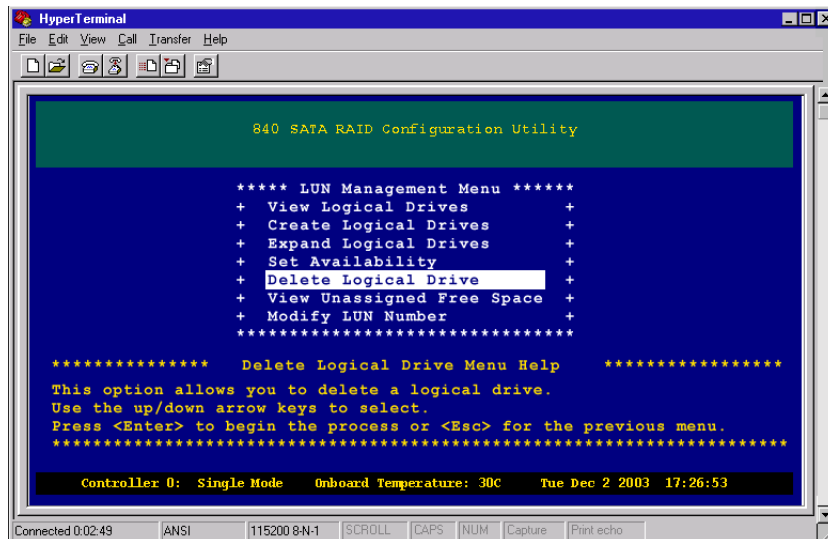 HyperTerminal
File Edit View Call Transfer Help
840 SATA RAID Configuration Utility
***** LUN Management Menu ******
+ View Logical Drives +
+ Create Logical Drives +
+ Expand Logical Drives +
+ Set Availability +
+ Delete Logical Drive +
+ View Unassigned Free Space +
+ Modify LUN Number +
********************************
*************** Delete Logical Drive Menu Help *****************
This option allows you to delete a logical drive.
Use the up/down arrow keys to select.
Press <Enter> to begin the process or <Esc> for the previous menu.
**********************************************************************
Controller 0: Single Mode Onboard Temperature: 30C Tue Dec 2 2003 17:26:53
Connected 0:02:49 ANSI 115200 8-N-1 SCROLL CAPS NUM Capture Print echo